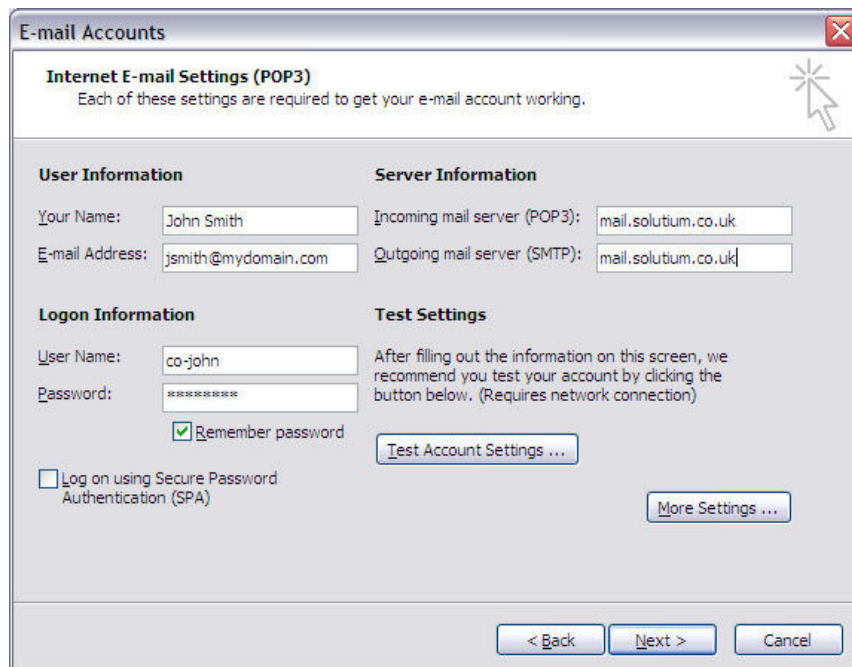 E-mail Accounts
Internet E-mail Settings (POP3)
Each of these settings are required to get your e-mail account working.
User Information
Your Name: John Smith
E-mail Address: jsmith@mydomain.com
Server Information
Incoming mail server (POP3): mail.solutium.co.uk
Outgoing mail server (SMTP): mail.solutium.co.uk
Logon Information
User Name: co-john
Password: ********
Remember password
Log on using Secure Password
Authentication (SPA)
Test Settings
After filling out the information on this screen, we
recommend you test your account by clicking the
button below. (Requires network connection)
Test Account Settings ...
More Settings ...
< Back
Next >
Cancel